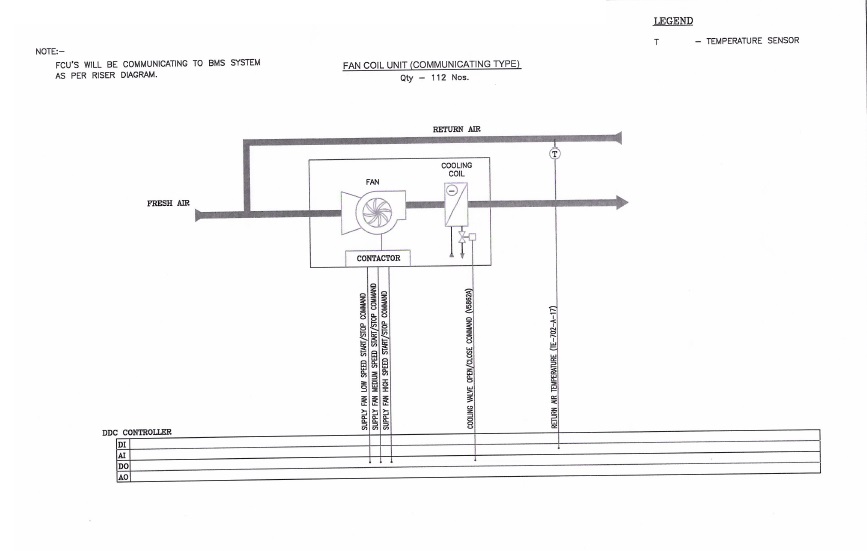 LEGEND
T – TEMPERATURE SENSOR
NOTE:–
FCU'S WILL BE COMMUNICATING TO BMS SYSTEM
AS PER RISER DIAGRAM.
FAN COIL UNIT (COMMUNICATING TYPE)
Qty – 112 Nos.
RETURN AIR
T
COOLING
COIL
FAN
FRESH AIR
CONTACTOR
SUPPLY FAN LOW SPEED START/STOP COMMAND
SUPPLY FAN MEDIUM SPEED START/STOP COMMAND
SUPPLY FAN HIGH SPEED START/STOP COMMAND
COOLING VALVE OPEN/CLOSE COMMAND (V5862A)
RETURN AIR TEMPERATURE (TE-702-A-17)
DDC CONTROLLER
DI
AI
DO
AO